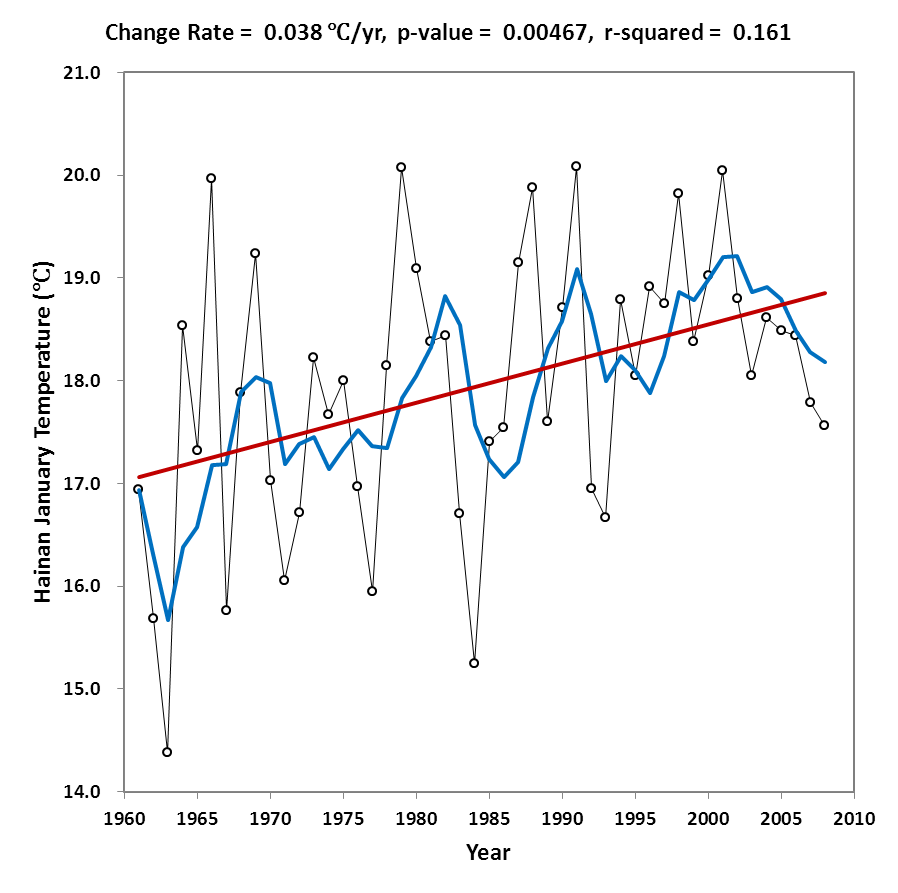 Change Rate = 0.038 ℃/yr, p-value = 0.00467, r-squared = 0.161
Hainan January Temperature (℃)
21.0
20.0
19.0
18.0
17.0
16.0
15.0
14.0
1960 1965 1970 1975 1980 1985 1990 1995 2000 2005 2010
Year